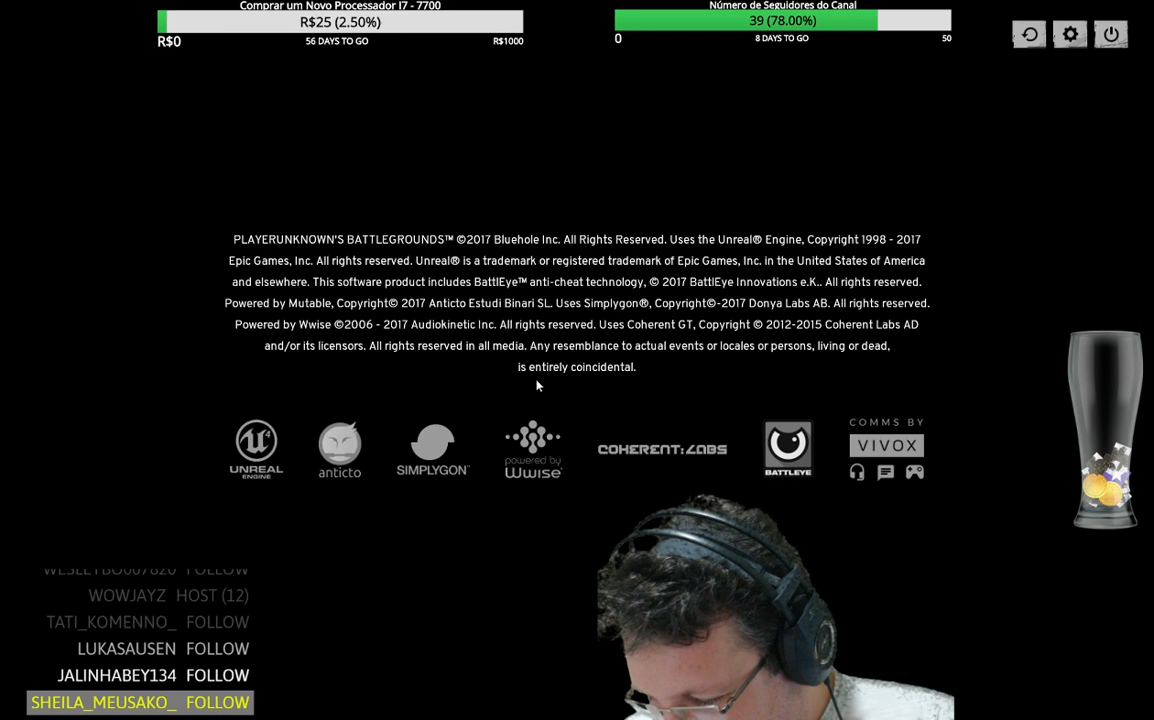 Comprar um Novo Processador I7 - 7700
R$25 (2.50%)
R$0 56 DAYS TO GO R$1000
Número de Seguidores do Canal
39 (78.00%)
0 8 DAYS TO GO 50
PLAYERUNKNOWN'S BATTLEGROUNDS™ ©2017 Bluehole Inc. All Rights Reserved. Uses the Unreal® Engine, Copyright 1998 - 2017
Epic Games, Inc. All rights reserved. Unreal® is a trademark or registered trademark of Epic Games, Inc. in the United States of America
and elsewhere. This software product includes BattlEye™ anti-cheat technology, © 2017 BattlEye Innovations e.K.. All rights reserved.
Powered by Mutable, Copyright© 2017 Anticto Estudi Binari SL. Uses Simplygon®, Copyright©-2017 Donya Labs AB. All rights reserved.
Powered by Wwise ©2006 - 2017 Audiokinetic Inc. All rights reserved. Uses Coherent GT, Copyright © 2012-2015 Coherent Labs AD
and/or its licensors. All rights reserved in all media. Any resemblance to actual events or locales or persons, living or dead,
is entirely coincidental.
UNREAL
ENGINE
anticto
SIMPLYGON™
powered by
Wwise®
COHERENT:LABS
BATTLEYE
COMMS BY
VIVOX
FOLLOW
WOWJAYZ HOST (12)
TATI_KOMENNO_ FOLLOW
LUKASAUSEN FOLLOW
JALINHABEY134 FOLLOW
SHEILA_MEUSAKO_ FOLLOW